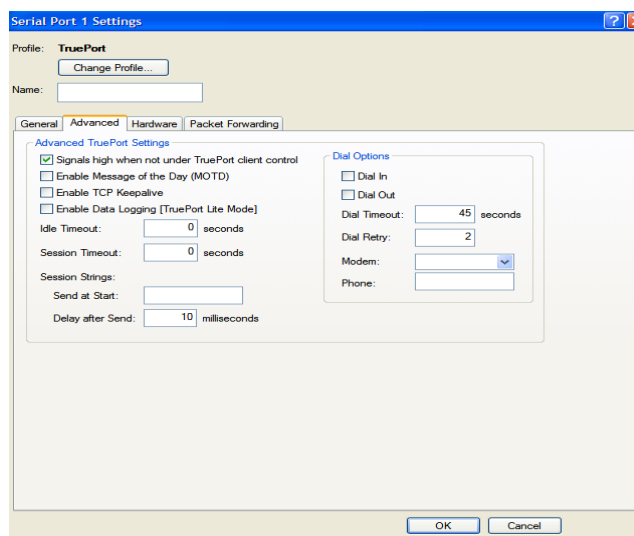 Serial Port 1 Settings
Profile: TruePort
Change Profile...
Name:
General Advanced Hardware Packet Forwarding
Advanced TruePort Settings
Signals high when not under TruePort client control
Enable Message of the Day (MOTD)
Enable TCP Keepalive
Enable Data Logging [TruePort Lite Mode]
Idle Timeout: 0 seconds
Session Timeout: 0 seconds
Session Strings:
Send at Start:
Delay after Send: 10 milliseconds
Dial Options
Dial In
Dial Out
Dial Timeout: 45 seconds
Dial Retry: 2
Modem:
Phone:
OK Cancel